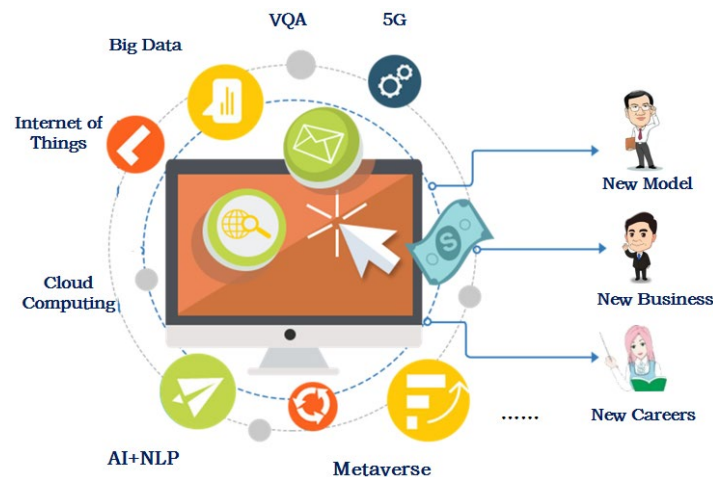 VQA
5G
Big Data
Internet of
Things
New Model
Cloud
Computing
New Business
......
New Careers
AI+NLP
Metaverse